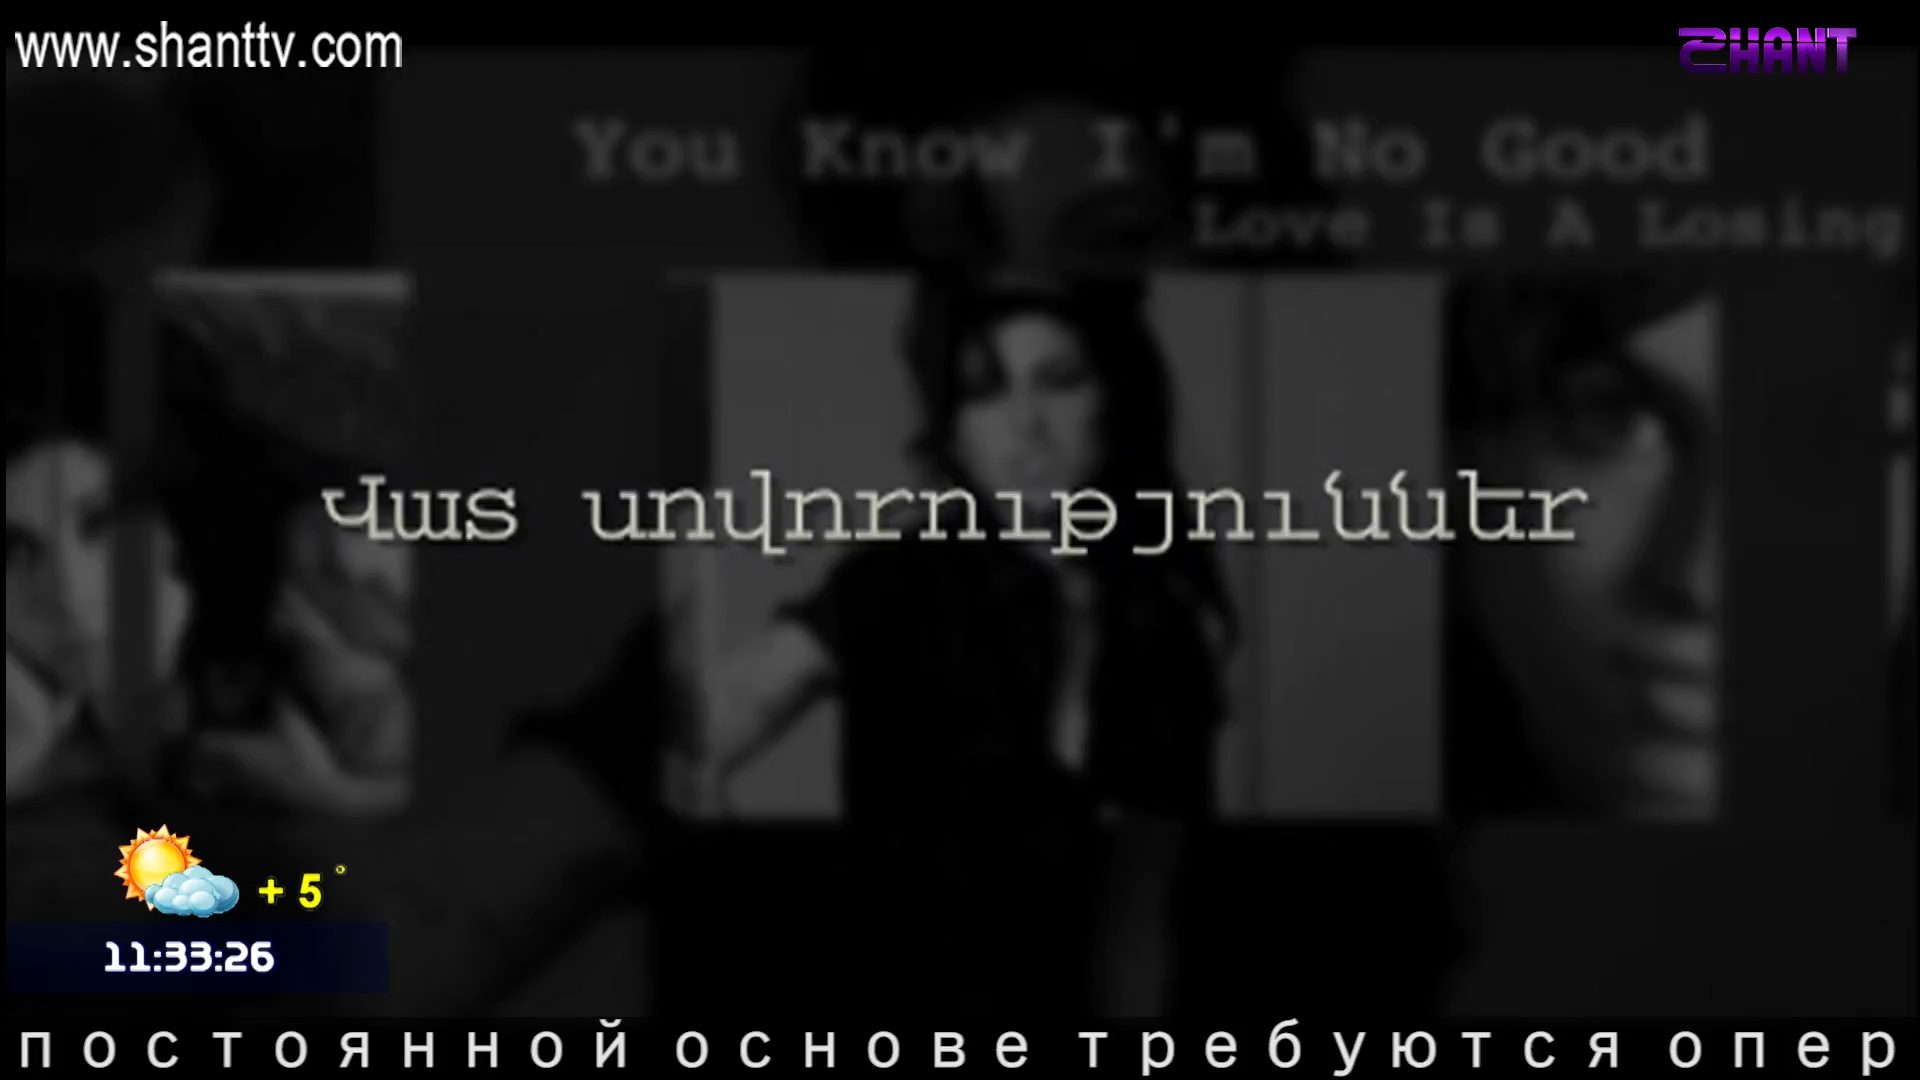 www.shanttv.com
SHANT
You Know I'm No Good
Love Is A Losing
Վատ սովորություններ
+ 5°
11:33:26
постоянной основе требуются опер